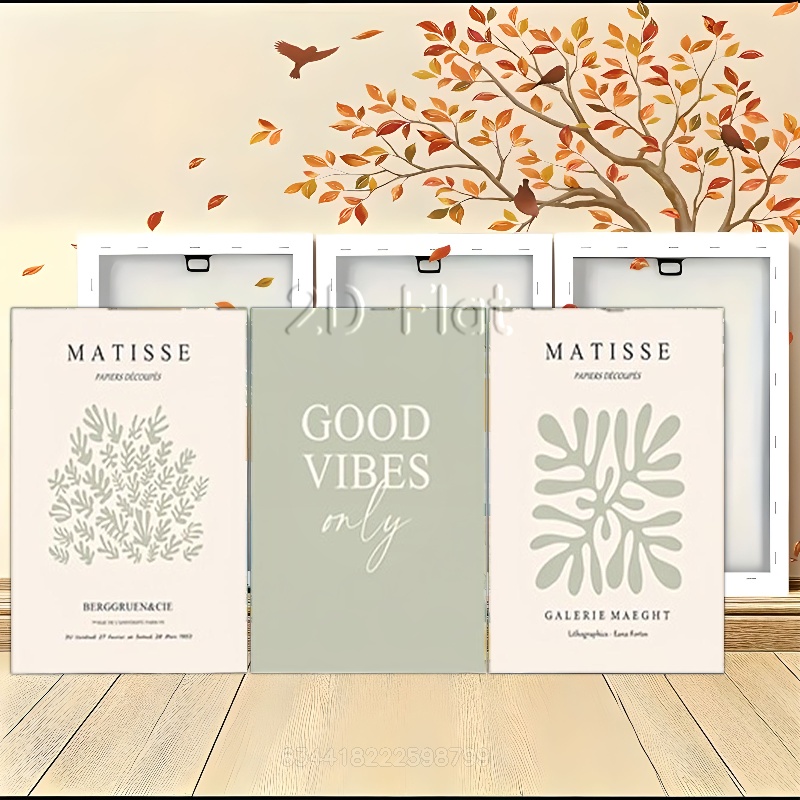 2D Flat
MATISSE
PAPIERS DÉCOUPÉS
BERGGRUEN&CIE
GOOD
VIBES
only
MATISSE
PAPIERS DÉCOUPÉS
GALERIE MAEGHT